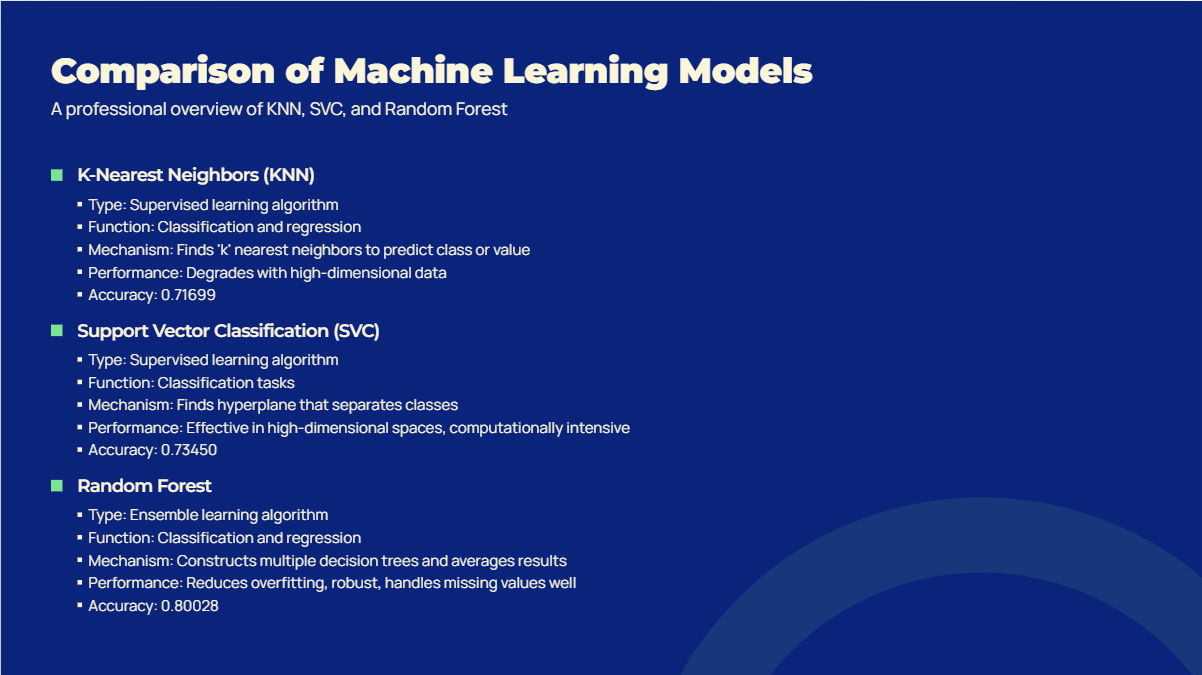 Comparison of Machine Learning Models
A professional overview of KNN, SVC, and Random Forest
K-Nearest Neighbors (KNN)
▪ Type: Supervised learning algorithm
▪ Function: Classification and regression
▪ Mechanism: Finds 'k' nearest neighbors to predict class or value
▪ Performance: Degrades with high-dimensional data
▪ Accuracy: 0.71699
Support Vector Classification (SVC)
▪ Type: Supervised learning algorithm
▪ Function: Classification tasks
▪ Mechanism: Finds hyperplane that separates classes
▪ Performance: Effective in high-dimensional spaces, computationally intensive
▪ Accuracy: 0.73450
Random Forest
▪ Type: Ensemble learning algorithm
▪ Function: Classification and regression
▪ Mechanism: Constructs multiple decision trees and averages results
▪ Performance: Reduces overfitting, robust, handles missing values well
▪ Accuracy: 0.80028